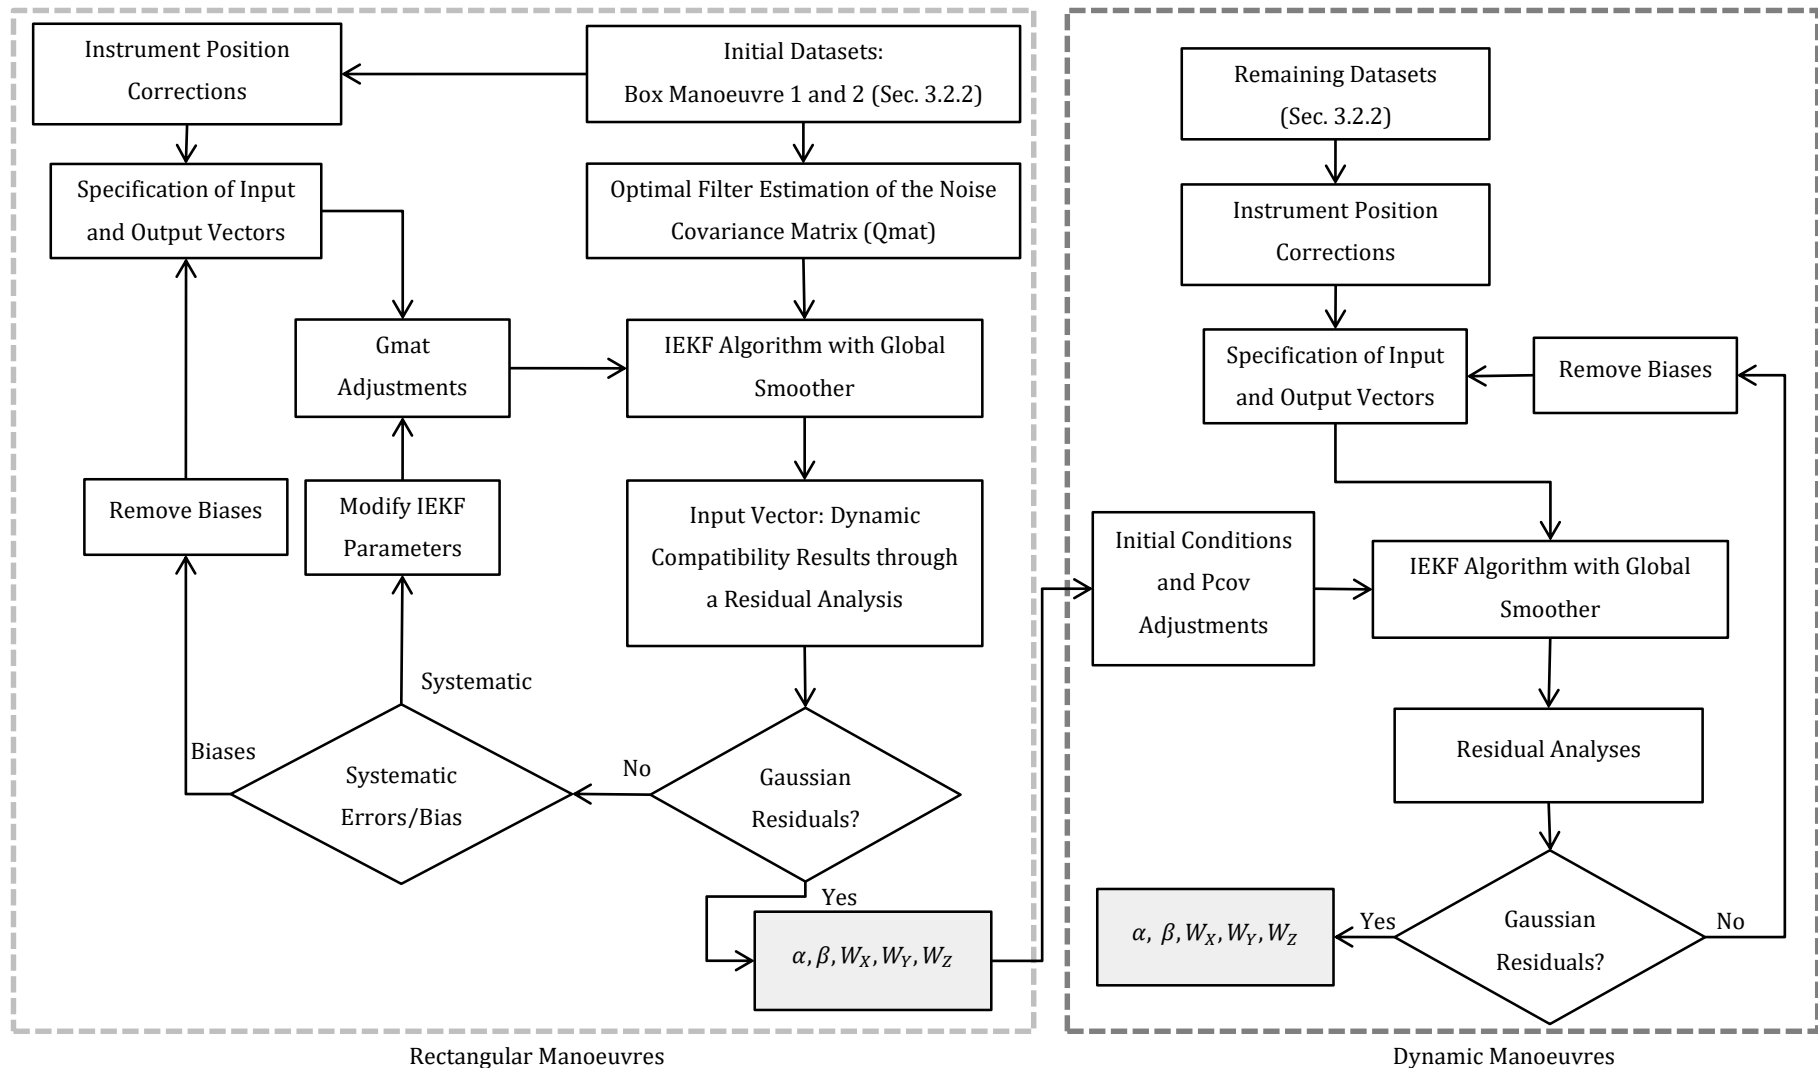 Instrument Position
Corrections
Initial Datasets:
Box Manoeuvre 1 and 2 (Sec. 3.2.2)
Specification of Input
and Output Vectors
Optimal Filter Estimation of the Noise
Covariance Matrix (Qmat)
Gmat
Adjustments
IEKF Algorithm with Global
Smoother
Remove Biases
Modify IEKF
Parameters
Input Vector: Dynamic
Compatibility Results through
a Residual Analysis
Systematic
Biases
Systematic
Errors/Bias
No
Gaussian
Residuals?
Yes
α, β, W_X, W_Y, W_Z
Rectangular Manoeuvres
Remaining Datasets
(Sec. 3.2.2)
Instrument Position
Corrections
Specification of Input
and Output Vectors
Remove Biases
Initial Conditions
and Pcov
Adjustments
IEKF Algorithm with Global
Smoother
Residual Analyses
Gaussian
Residuals?
No
Yes
α, β, W_X, W_Y, W_Z
Dynamic Manoeuvres